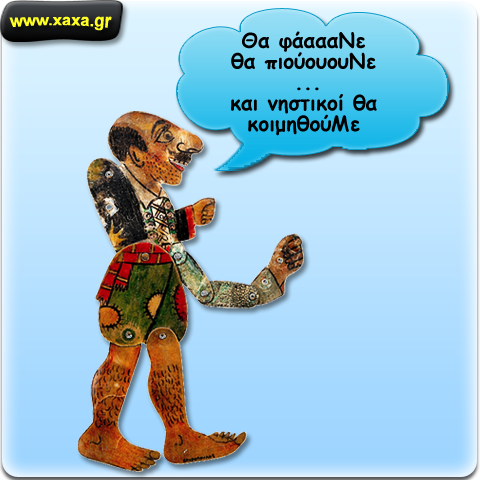 www.xaxa.gr
Θα φάαααΝε
θα πιούουουΝε
...
και νηστικοί θα
κοιμηθούΜε